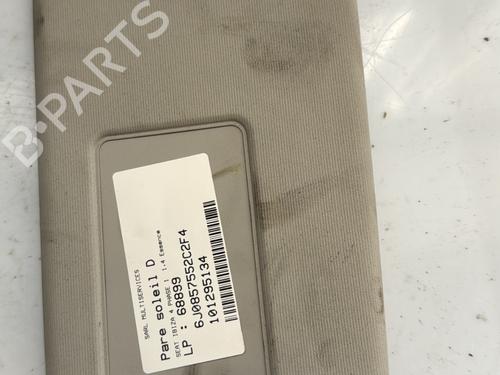 B-PARTS
SARL MULTISERVICES
Pare soleil D
SEAT IBIZA 4 PHASE 1 1.4 Essence
LP : 68899
6J0857552C2F4
101295134